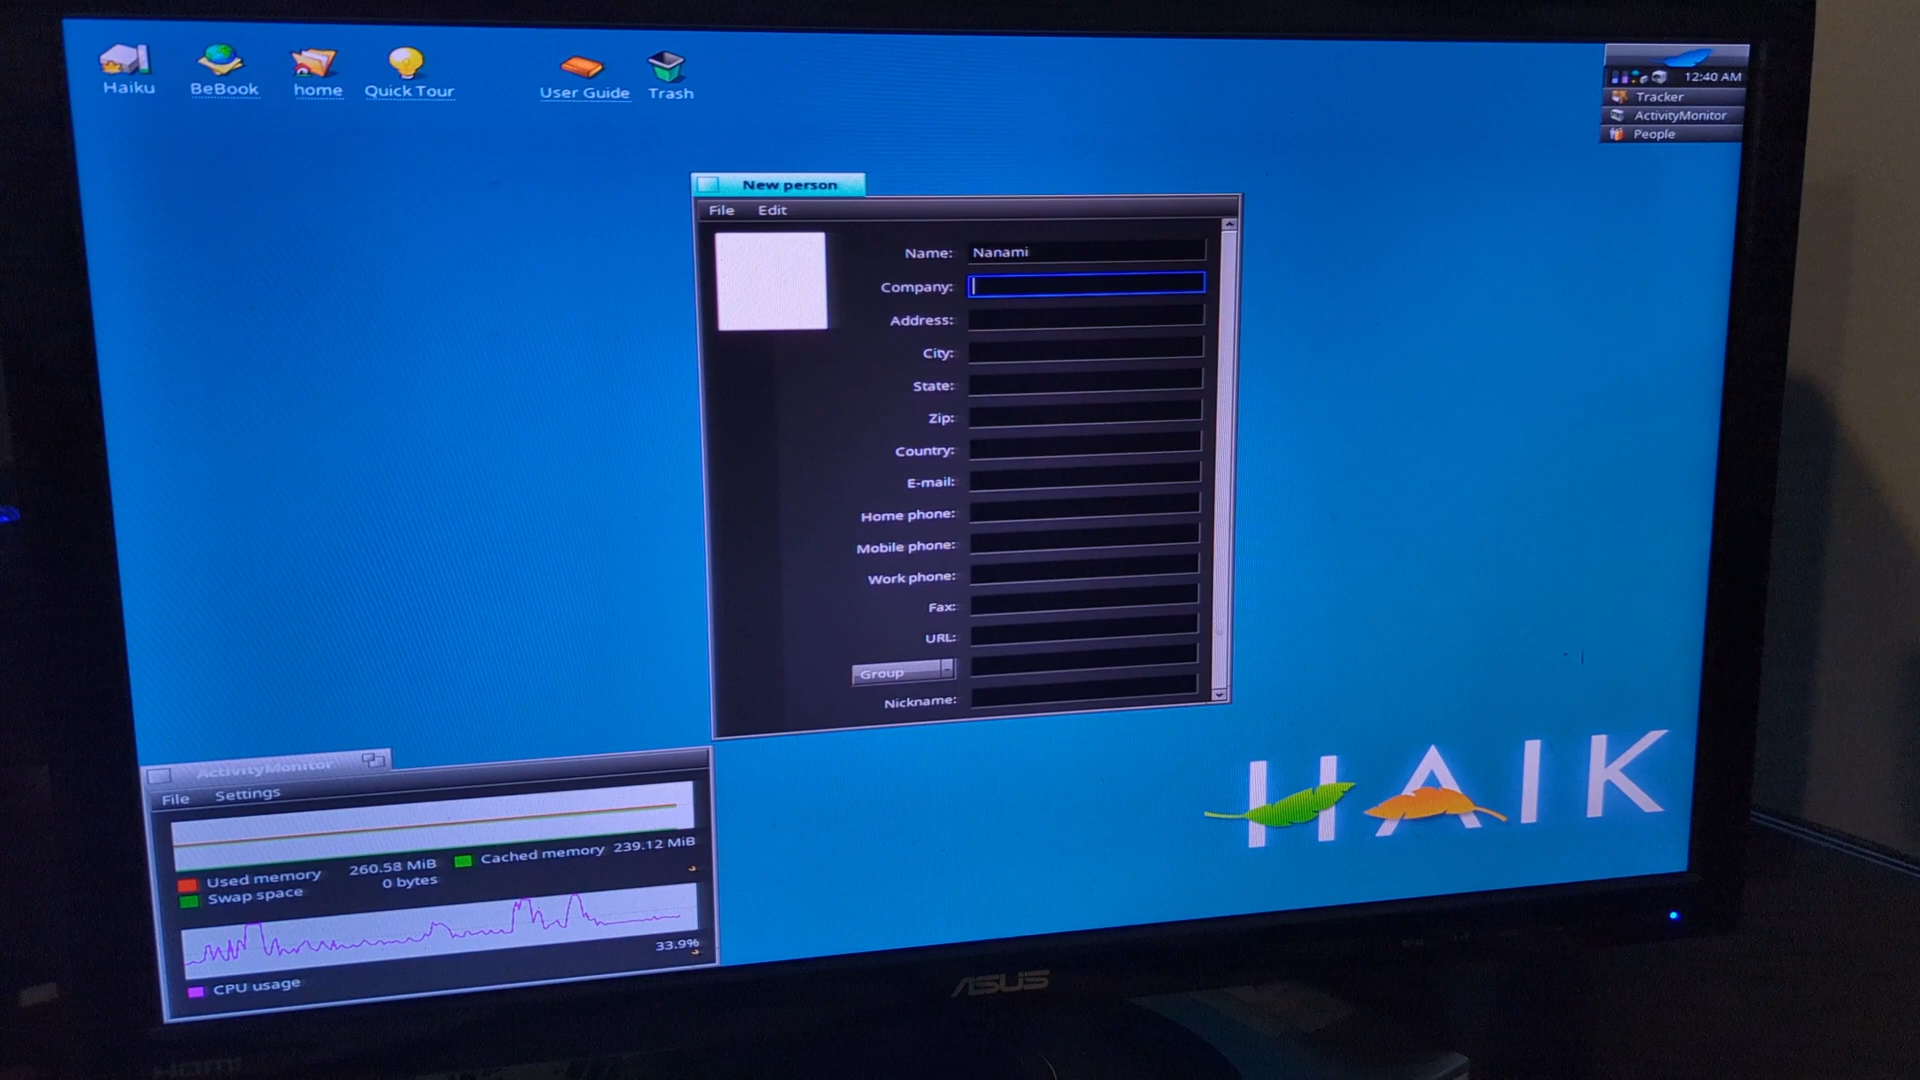 Haiku
BeBook
home
Quick Tour
User Guide
Trash
12:40 AM
Tracker
ActivityMonitor
People
New person
File Edit
Name: Nanami
Company:
Address:
City:
State:
Zip:
Country:
E-mail:
Home phone:
Mobile phone:
Work phone:
Fax:
URL:
Group
Nickname:
ActivityMonitor
File Settings
Used memory 260.58 MiB
Cached memory 239.12 MiB
Swap space 0 bytes
33.9%
CPU usage
HAIK
ASUS
HDMI